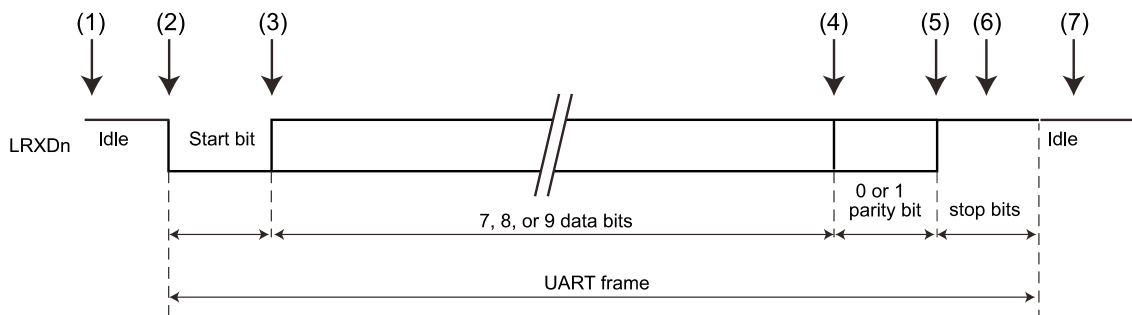 (1) (2) (3) (4) (5) (6) (7)
LRXDn Idle Start bit Idle
0 or 1
parity bit
7, 8, or 9 data bits stop bits
UART frame